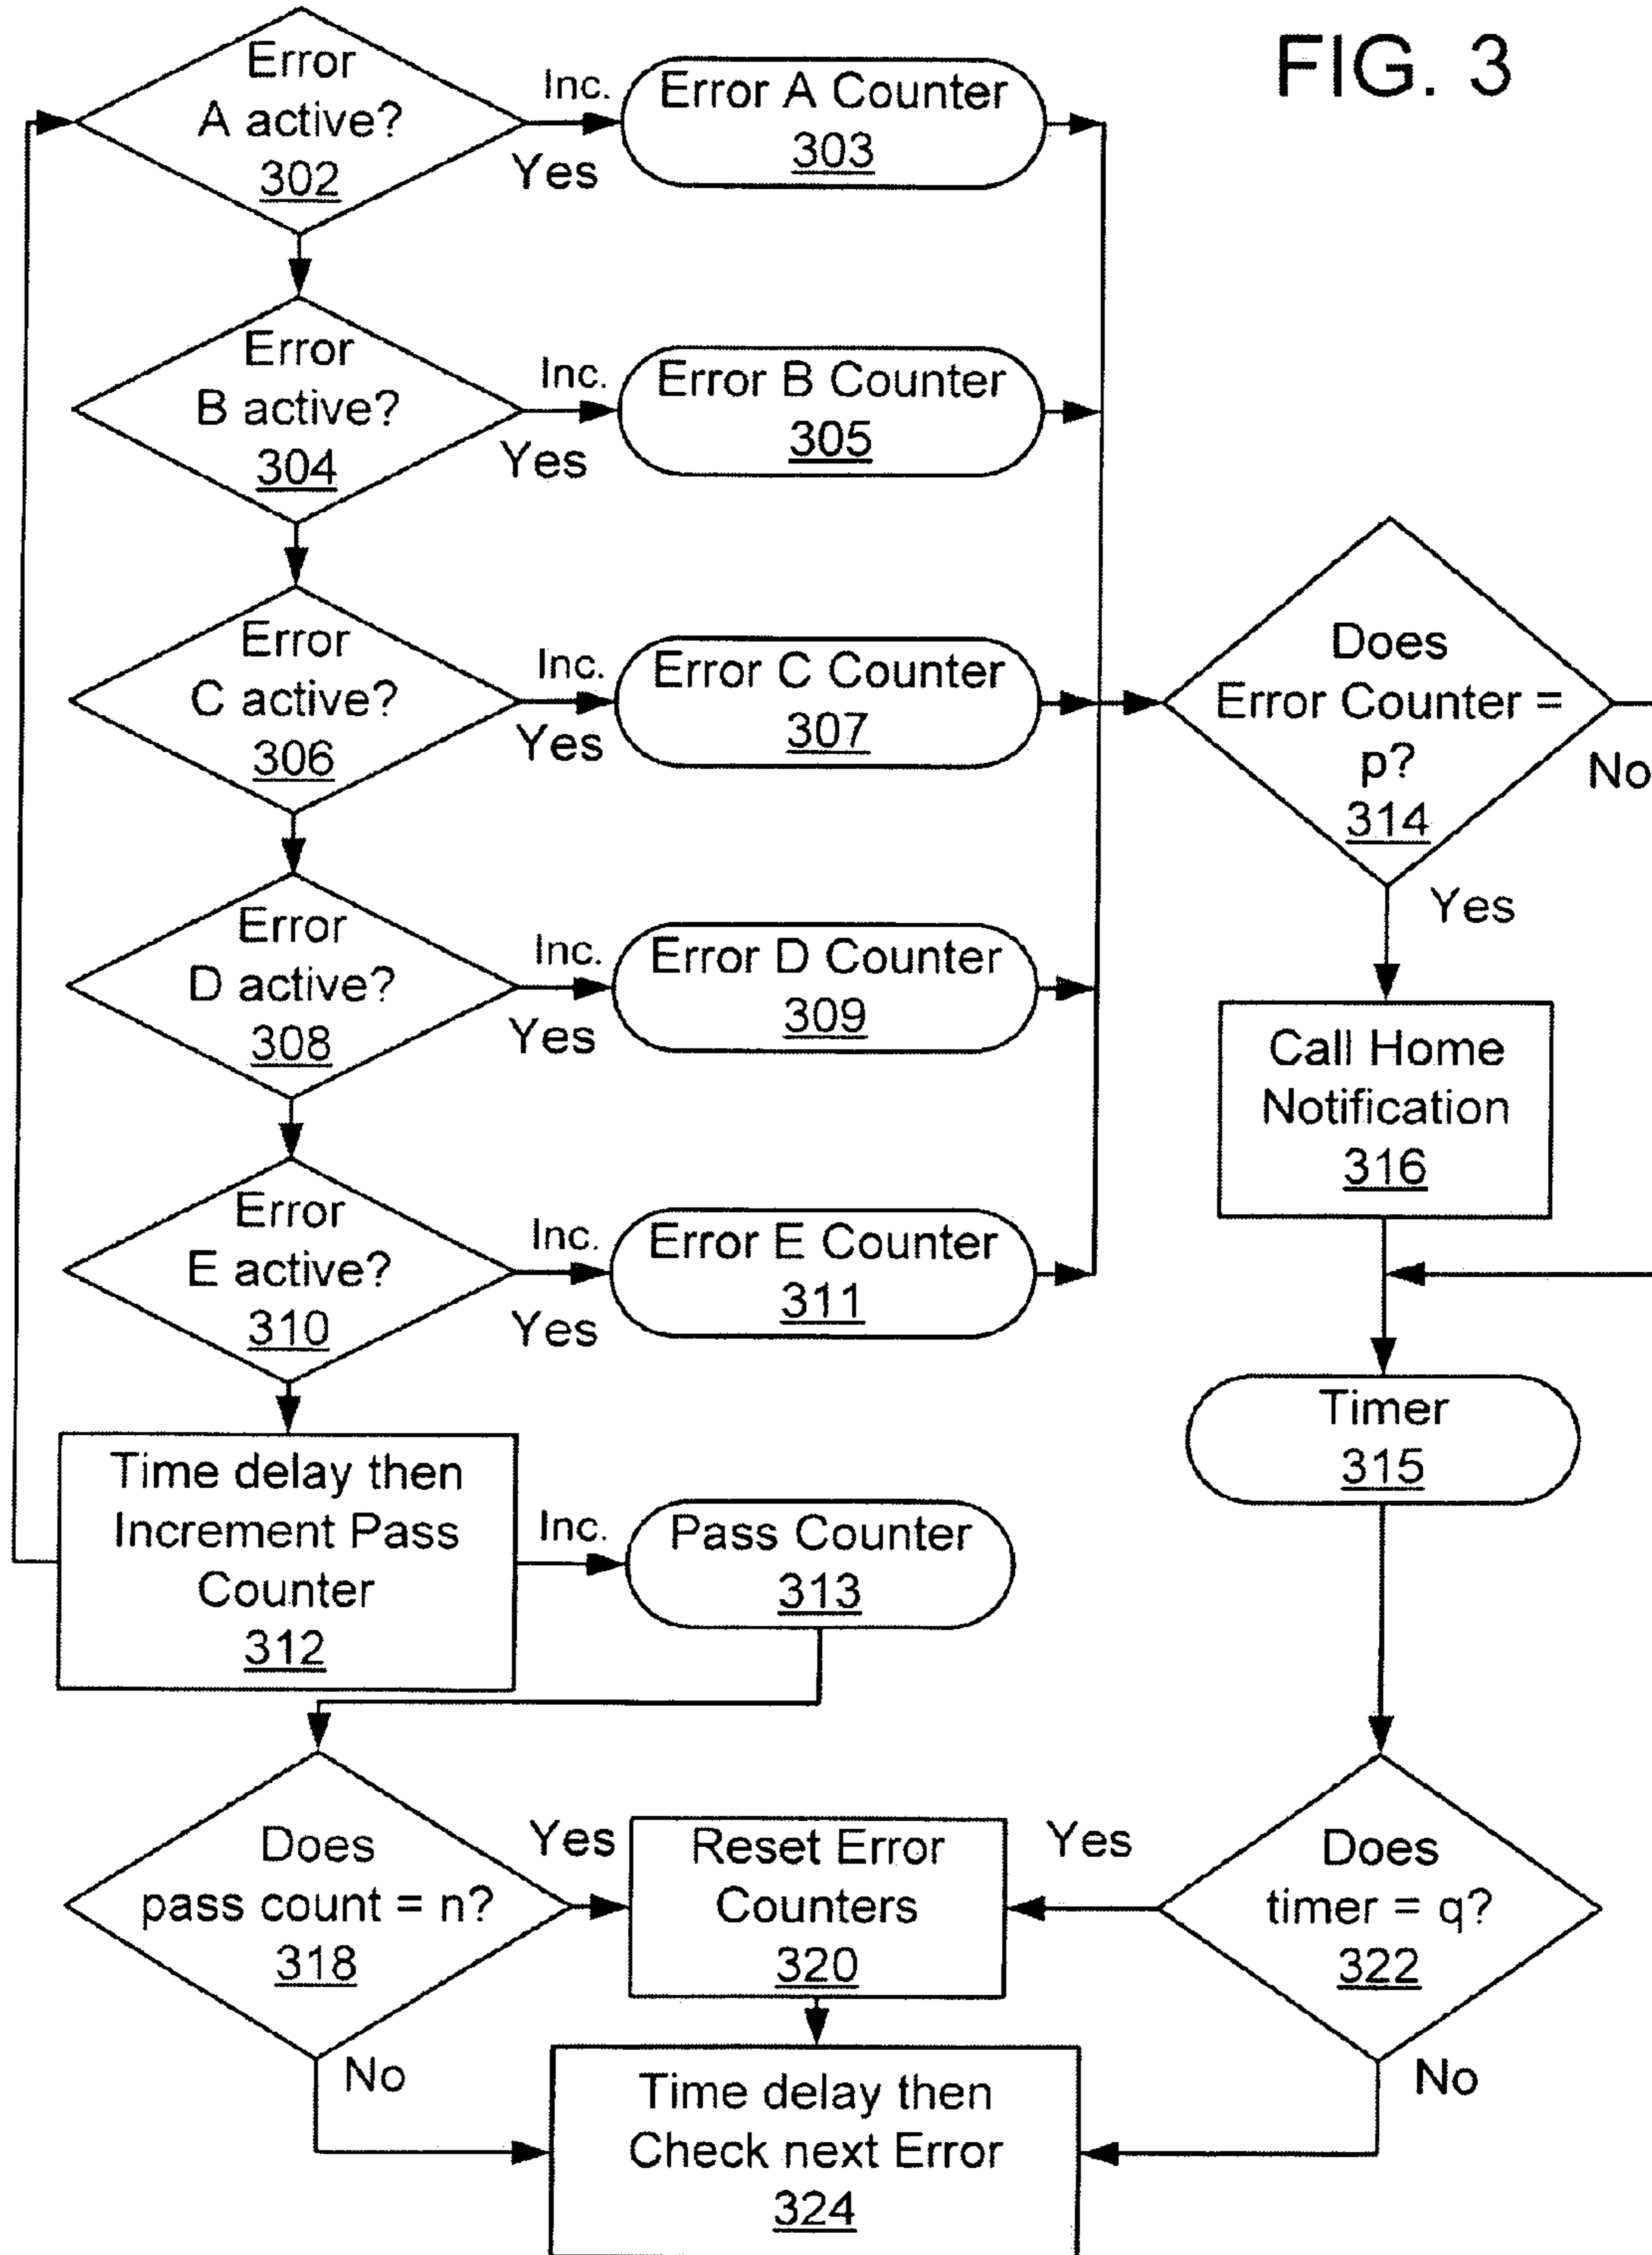 FIG. 3
Error
A active?
302
Inc.
Yes
Error A Counter
303
Error
B active?
304
Inc.
Yes
Error B Counter
305
Error
C active?
306
Inc.
Yes
Error C Counter
307
Does
Error Counter =
p?
314
No
Yes
Error
D active?
308
Inc.
Yes
Error D Counter
309
Call Home
Notification
316
Error
E active?
310
Inc.
Yes
Error E Counter
311
Timer
315
Time delay then
Increment Pass
Counter
312
Inc.
Pass Counter
313
Does
pass count = n?
318
Yes
No
Reset Error
Counters
320
Yes
Does
timer = q?
322
No
Time delay then
Check next Error
324